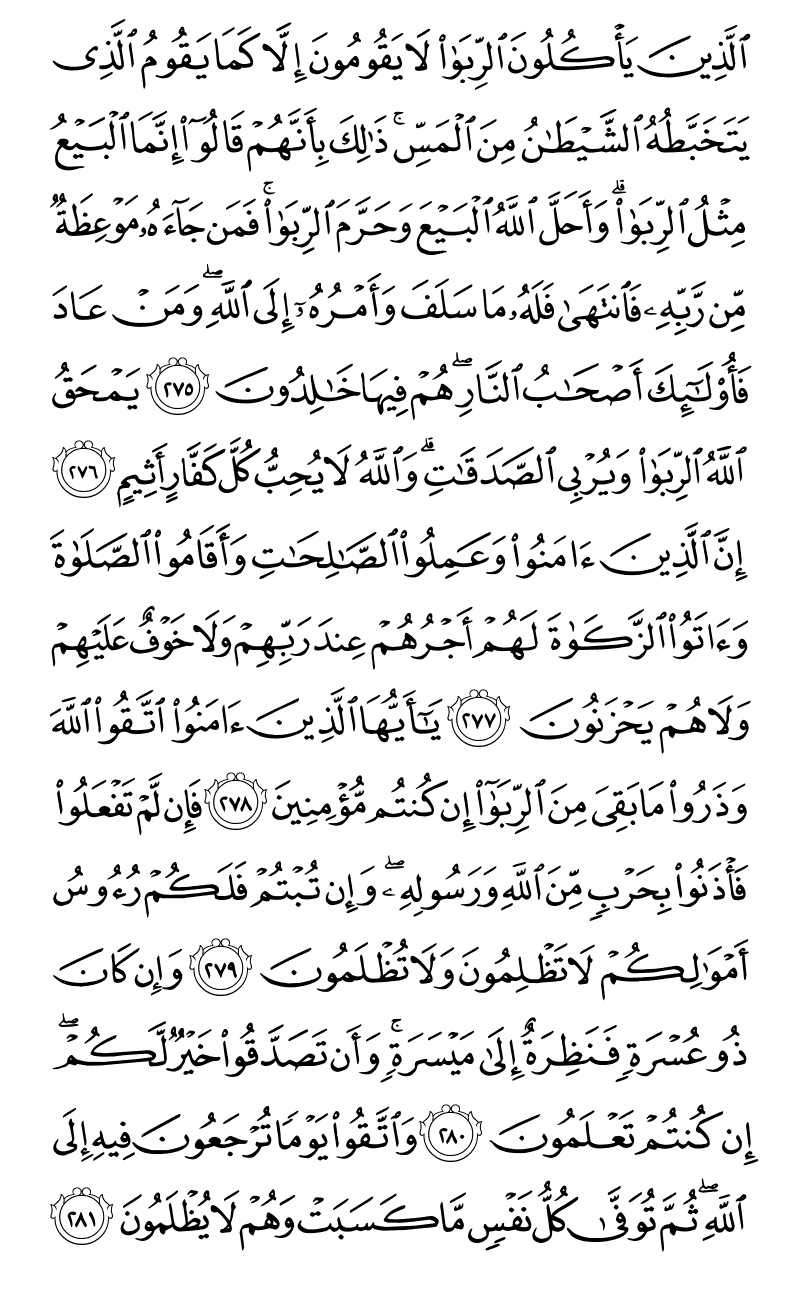 ٱلَّذِينَ يَأْكُلُونَ ٱلرِّبَوٰا۟ لَا يَقُومُونَ إِلَّا كَمَا يَقُومُ ٱلَّذِى
يَتَخَبَّطُهُ ٱلشَّيْطَٰنُ مِنَ ٱلْمَسِّ ۚ ذَٰلِكَ بِأَنَّهُمْ قَالُوٓا۟ إِنَّمَا ٱلْبَيْعُ
مِثْلُ ٱلرِّبَوٰا۟ ۗ وَأَحَلَّ ٱللَّهُ ٱلْبَيْعَ وَحَرَّمَ ٱلرِّبَوٰا۟ ۚ فَمَن جَآءَهُۥ مَوْعِظَةٌ
مِّن رَّبِّهِۦ فَٱنتَهَىٰ فَلَهُۥ مَا سَلَفَ وَأَمْرُهُۥٓ إِلَى ٱللَّهِ ۖ وَمَنْ عَادَ
فَأُو۟لَٰٓئِكَ أَصْحَٰبُ ٱلنَّارِ ۖ هُمْ فِيهَا خَٰلِدُونَ ٢٧٥ يَمْحَقُ
ٱللَّهُ ٱلرِّبَوٰا۟ وَيُرْبِى ٱلصَّدَقَٰتِ ۗ وَٱللَّهُ لَا يُحِبُّ كُلَّ كَفَّارٍ أَثِيمٍ ٢٧٦
إِنَّ ٱلَّذِينَ ءَامَنُوا۟ وَعَمِلُوا۟ ٱلصَّٰلِحَٰتِ وَأَقَامُوا۟ ٱلصَّلَوٰةَ
وَءَاتَوُا۟ ٱلزَّكَوٰةَ لَهُمْ أَجْرُهُمْ عِندَ رَبِّهِمْ وَلَا خَوْفٌ عَلَيْهِمْ
وَلَا هُمْ يَحْزَنُونَ ٢٧٧ يَٰٓأَيُّهَا ٱلَّذِينَ ءَامَنُوا۟ ٱتَّقُوا۟ ٱللَّهَ
وَذَرُوا۟ مَا بَقِىَ مِنَ ٱلرِّبَوٰٓا۟ إِن كُنتُم مُّؤْمِنِينَ ٢٧٨ فَإِن لَّمْ تَفْعَلُوا۟
فَأْذَنُوا۟ بِحَرْبٍ مِّنَ ٱللَّهِ وَرَسُولِهِۦ ۖ وَإِن تُبْتُمْ فَلَكُمْ رُءُوسُ
أَمْوَٰلِكُمْ لَا تَظْلِمُونَ وَلَا تُظْلَمُونَ ٢٧٩ وَإِن كَانَ
ذُو عُسْرَةٍ فَنَظِرَةٌ إِلَىٰ مَيْسَرَةٍ ۚ وَأَن تَصَدَّقُوا۟ خَيْرٌ لَّكُمْ ۖ
إِن كُنتُمْ تَعْلَمُونَ ٢٨٠ وَٱتَّقُوا۟ يَوْمًا تُرْجَعُونَ فِيهِ إِلَى
ٱللَّهِ ۖ ثُمَّ تُوَفَّىٰ كُلُّ نَفْسٍ مَّا كَسَبَتْ وَهُمْ لَا يُظْلَمُونَ ٢٨١